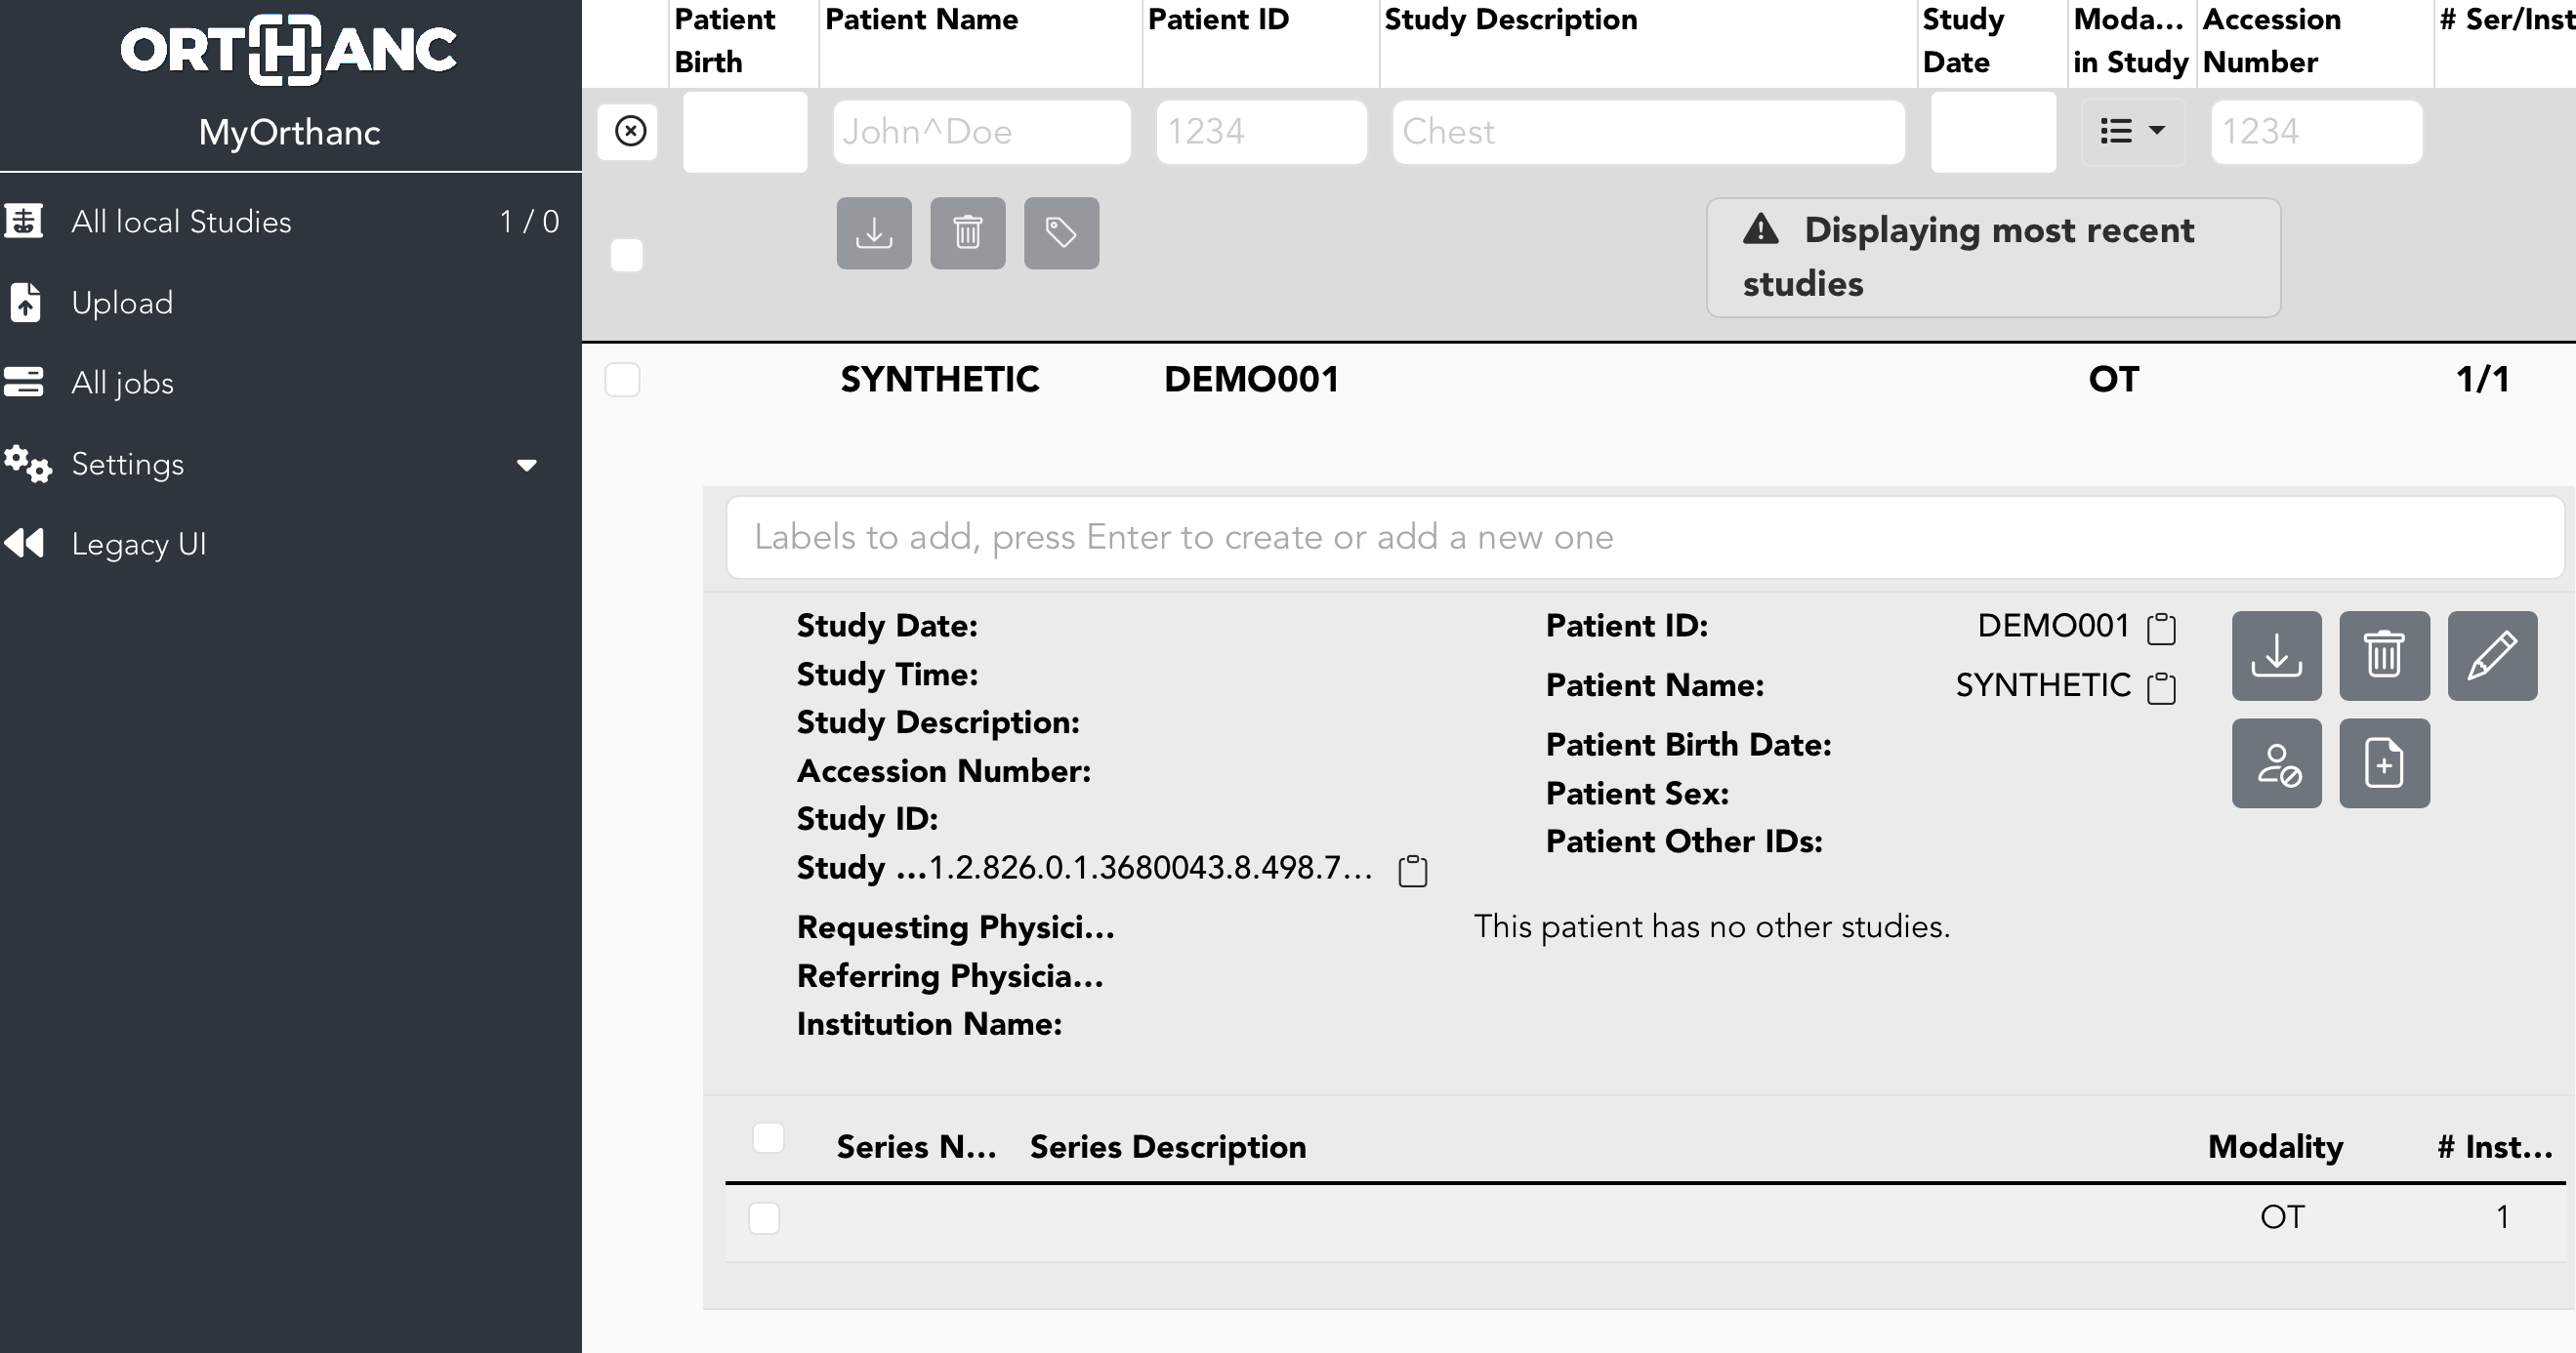 ORTHANC
MyOrthanc
All local Studies 1 / 0
Upload
All jobs
Settings
Legacy UI
Patient Birth Patient Name Patient ID Study Description Study Date Moda... in Study Accession Number # Ser/Inst
John^Doe 1234 Chest 1234
Displaying most recent
studies
SYNTHETIC DEMO001 OT 1/1
Labels to add, press Enter to create or add a new one
Study Date:
Study Time:
Study Description:
Accession Number:
Study ID:
Study ...1.2.826.0.1.3680043.8.498.7...
Requesting Physici...
Referring Physicia...
Institution Name:
Patient ID: DEMO001
Patient Name: SYNTHETIC
Patient Birth Date:
Patient Sex:
Patient Other IDs:
This patient has no other studies.
Series N... Series Description Modality # Inst...
OT 1